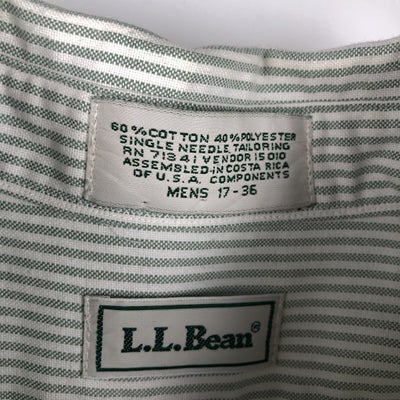 60% COTTON 40% POLYESTER
SINGLE NEEDLE TAILORING
RN 71341 VENDOR 15010
ASSEMBLED IN COSTA RICA
OF U.S.A. COMPONENTS
MENS 17-36
L.L.Bean®